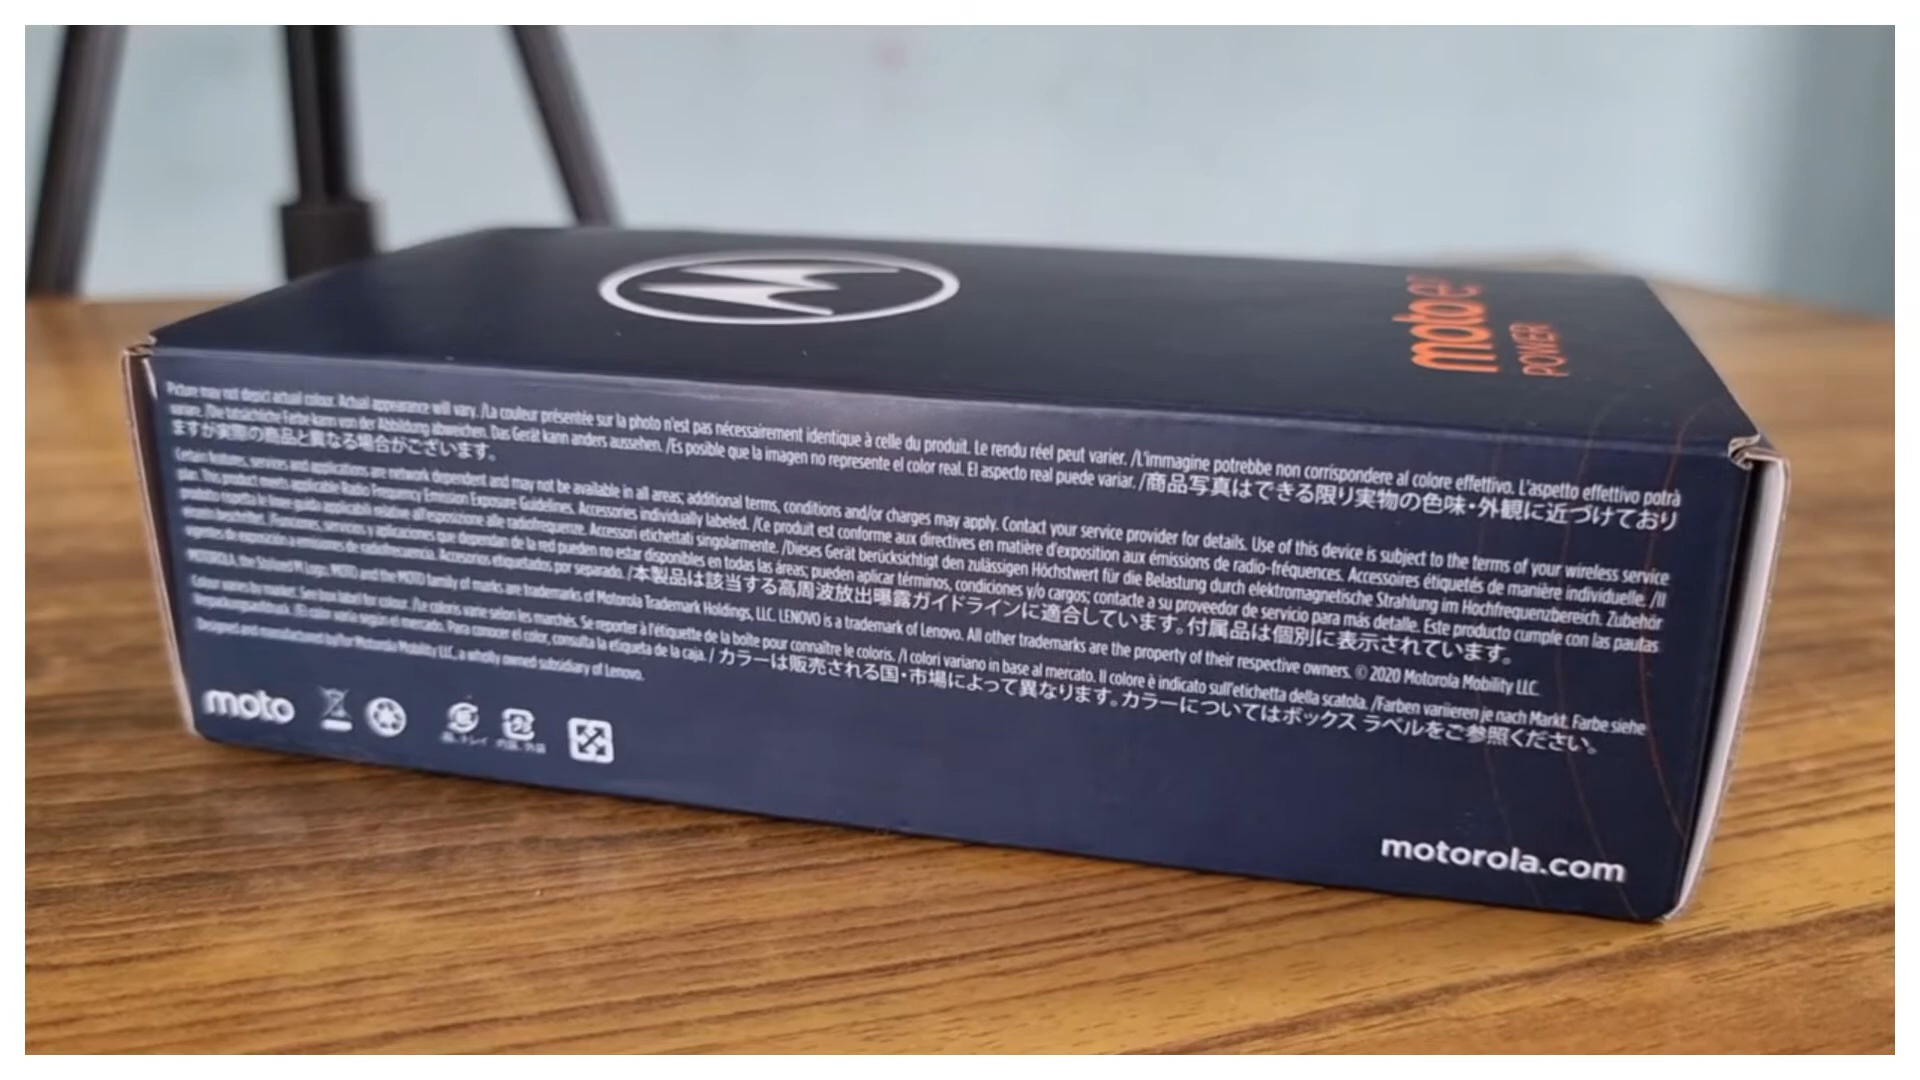 moto e7
POWER
Picture may not depict actual colour. Actual appearance will vary. /La couleur présentée sur la photo n'est pas nécessairement identique à celle du produit. Le rendu réel peut varier. /L'immagine potrebbe non corrispondere al colore effettivo. L'aspetto effettivo potrà
variare. /Die tatsächliche Farbe kann von der Abbildung abweichen. Das Gerät kann anders aussehen. /Es posible que la imagen no represente el color real. El aspecto real puede variar. /商品写真はできる限り実物の色味・外観に近づけており
ますが実際の商品と異なる場合がございます。
Certain features, services and applications are network dependent and may not be available in all areas; additional terms, conditions and/or charges may apply. Contact your service provider for details. Use of this device is subject to the terms of your wireless service
plan. This product meets applicable Radio Frequency Emission Exposure Guidelines. Accessories individually labeled. /Ce produit est conforme aux directives en matière d'exposition aux émissions de radio-fréquences. Accessoires étiquetés de manière individuelle. /Il
prodotto rispetta le linee guida applicabili relative all'esposizione alle radiofrequenze. Accessori etichettati singolarmente. /Dieses Gerät berücksichtigt den zulässigen Höchstwert für die Belastung durch elektromagnetische Strahlung im Hochfrequenzbereich. Zubehör
einzeln beschriftet. /Funciones, servicios y aplicaciones que dependan de la red pueden no estar disponibles en todas las áreas; pueden aplicar términos, condiciones y/o cargos; contacte a su proveedor de servicio para más detalle. Este producto cumple con las pautas
vigentes de exposición a emisiones de radiofrecuencia. Accesorios etiquetados por separado. /本製品は該当する高周波放出曝露ガイドラインに適合しています。付属品は個別に表示されています。
MOTOROLA, the Stylized M Logo, MOTO and the MOTO family of marks are trademarks of Motorola Trademark Holdings, LLC. LENOVO is a trademark of Lenovo. All other trademarks are the property of their respective owners. © 2020 Motorola Mobility LLC.
Colour varies by market. See box label for colour. /Le coloris varie selon les marchés. Se reporter à l'étiquette de la boîte pour connaître le coloris. /I colori variano in base al mercato. Il colore è indicato sull'etichetta della scatola. /Farben variieren je nach Markt. Farbe siehe
Verpackungsaufdruck. /El color varía según el mercado. Para conocer el color, consulta la etiqueta de la caja. / カラーは販売される国・市場によって異なります。カラーについてはボックス ラベルをご参照ください。
Designed and manufactured by/for Motorola Mobility LLC, a wholly owned subsidiary of Lenovo.
moto
motorola.com